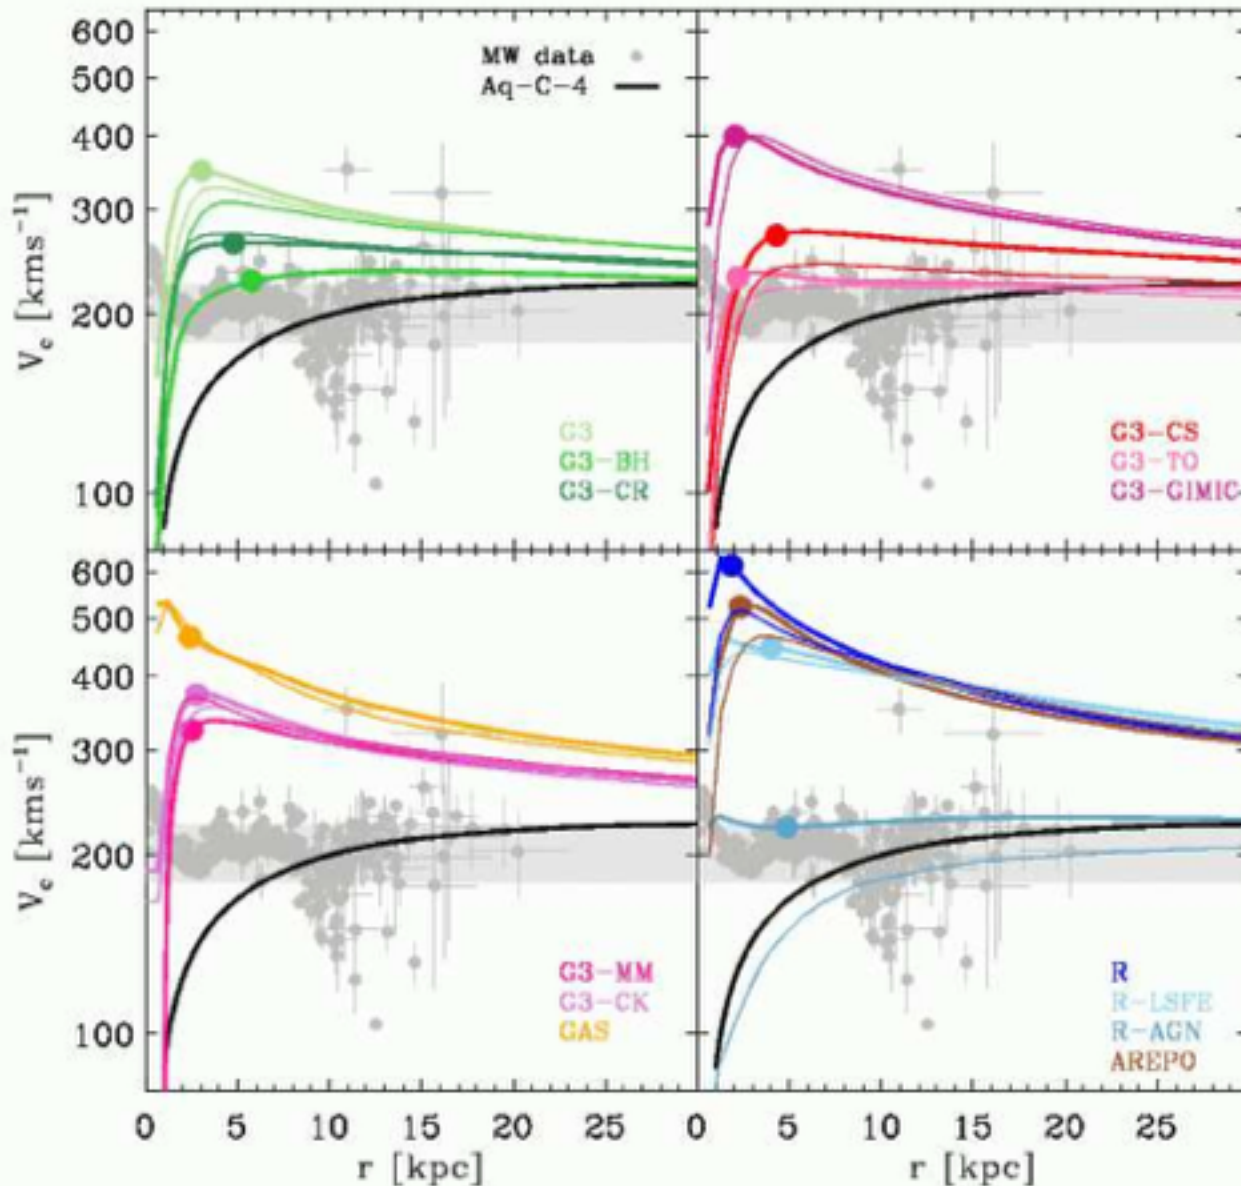 600
500
400
300
200
100
V_c [kms⁻¹]
MW data
Aq-C-4
G3
G3-BH
G3-CR
G3-CS
G3-TO
G3-GIMIC
600
500
400
300
200
100
V_c [kms⁻¹]
G3-MM
G3-CK
GAS
R
R-LSFE
R-AGN
AREPO
0 5 10 15 20 25
0 5 10 15 20 25
r [kpc]
r [kpc]